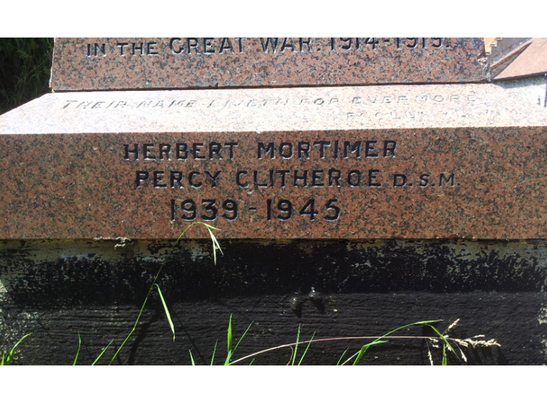 IN THE GREAT WAR. 1914-1919.
THEIR NAME LIVETH FOR EVERMORE
HERBERT MORTIMER
PERCY CLITHEROE D.S.M.
1939-1945